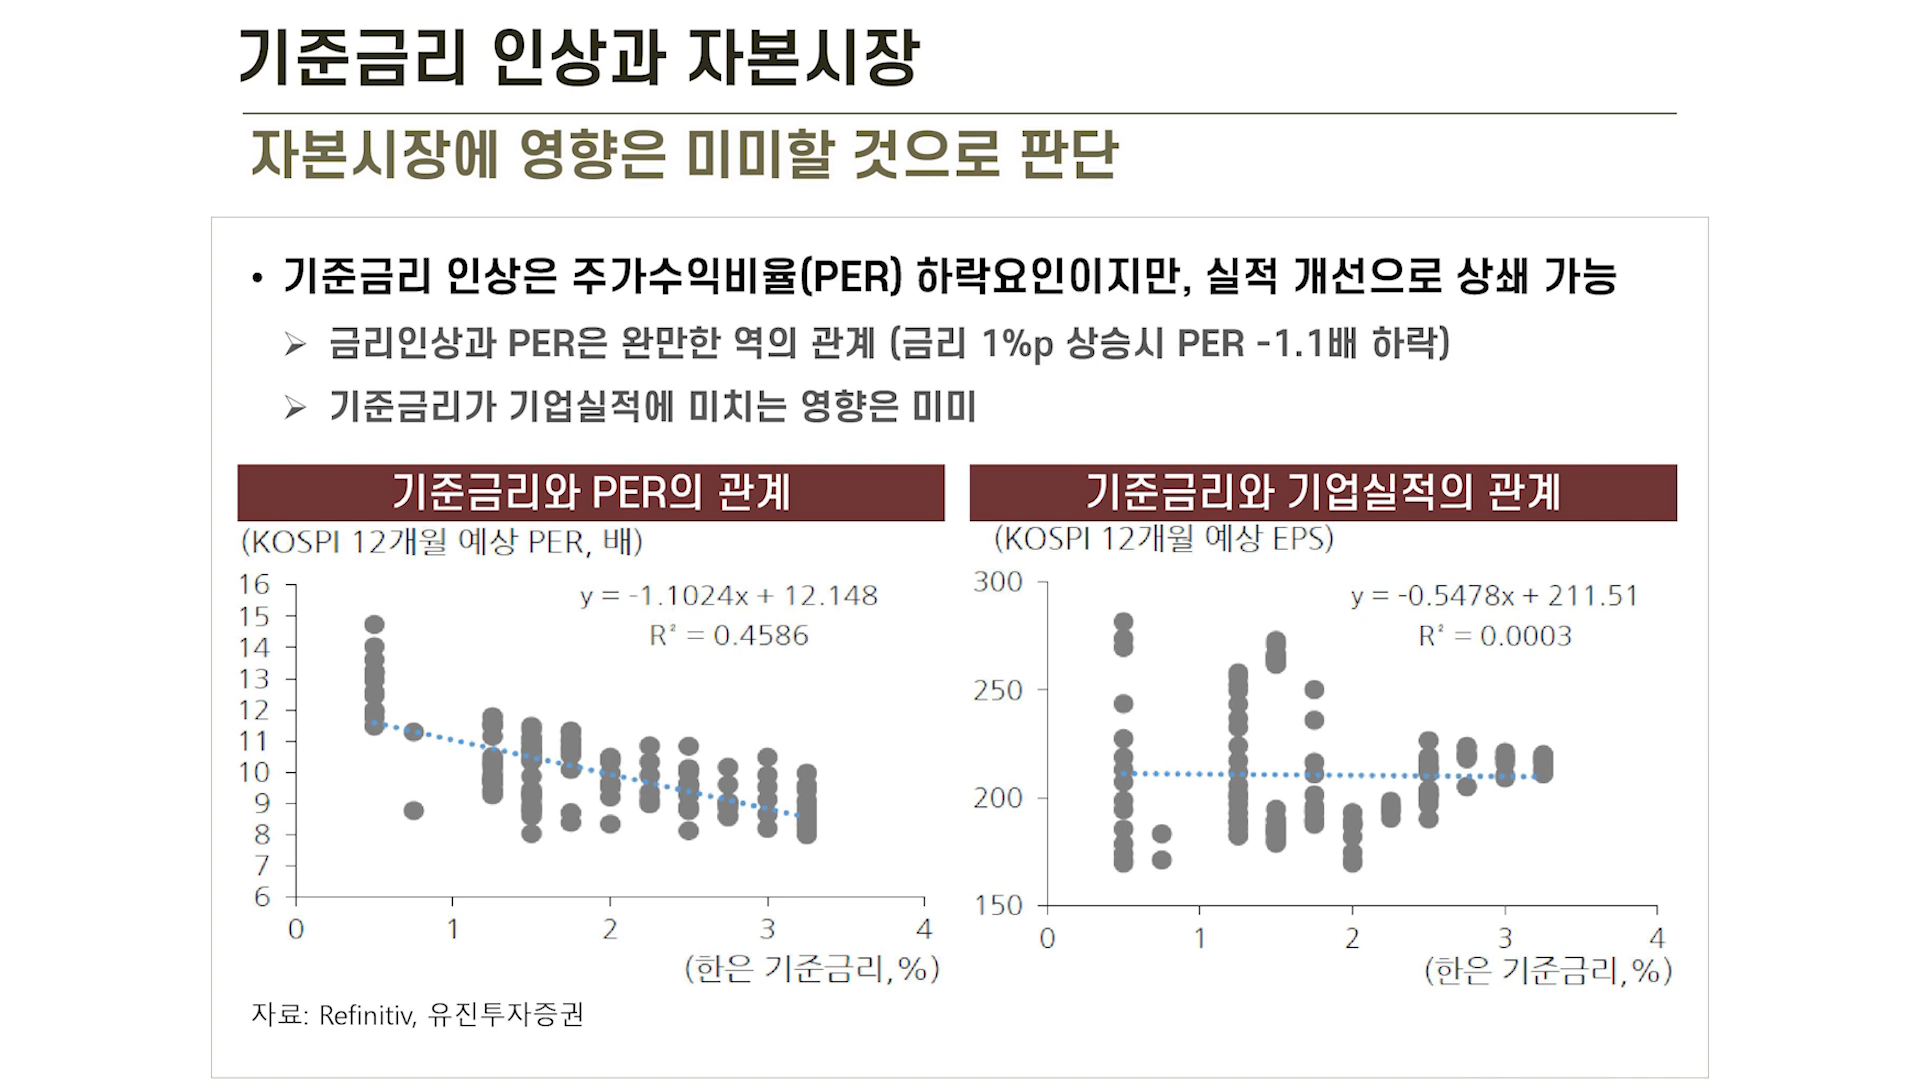 기준금리 인상과 자본시장
자본시장에 영향은 미미할 것으로 판단
• 기준금리 인상은 주가수익비율(PER) 하락요인이지만, 실적 개선으로 상쇄 가능
➢ 금리인상과 PER은 완만한 역의 관계 (금리 1%p 상승시 PER -1.1배 하락)
➢ 기준금리가 기업실적에 미치는 영향은 미미
기준금리와 PER의 관계
(KOSPI 12개월 예상 PER, 배)
y = -1.1024x + 12.148
R² = 0.4586
16
15
14
13
12
11
10
9
8
7
6
0 1 2 3 4
(한은 기준금리,%)
기준금리와 기업실적의 관계
(KOSPI 12개월 예상 EPS)
y = -0.5478x + 211.51
R² = 0.0003
300
250
200
150
0 1 2 3 4
(한은 기준금리,%)
자료: Refinitiv, 유진투자증권